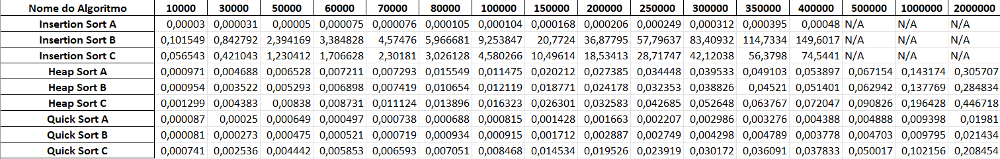 Nome do Algoritmo 10000 30000 50000 60000 70000 80000 100000 150000 200000 250000 300000 350000 400000 500000 1000000 2000000
Insertion Sort A 0,00003 0,000031 0,00005 0,000075 0,000076 0,000105 0,000104 0,000168 0,000206 0,000249 0,000312 0,000395 0,00048 N/A N/A N/A
Insertion Sort B 0,101549 0,842792 2,394169 3,384828 4,57476 5,966681 9,253847 20,7724 36,87795 57,79637 83,40932 114,7334 149,6017 N/A N/A N/A
Insertion Sort C 0,056543 0,421043 1,230412 1,706628 2,30181 3,026128 4,580266 10,49614 18,53413 28,71747 42,12038 56,3798 74,5441 N/A N/A N/A
Heap Sort A 0,000971 0,004688 0,006528 0,007211 0,007293 0,015549 0,011475 0,020212 0,027385 0,034448 0,039533 0,049103 0,053897 0,067154 0,143174 0,305707
Heap Sort B 0,000954 0,003522 0,005293 0,006898 0,007419 0,010654 0,012119 0,018771 0,024178 0,032353 0,038826 0,04521 0,051401 0,062942 0,137769 0,284834
Heap Sort C 0,001299 0,004383 0,00838 0,008731 0,011124 0,013896 0,016323 0,026301 0,032583 0,042685 0,052648 0,063767 0,072047 0,090826 0,196428 0,446718
Quick Sort A 0,000087 0,00025 0,000649 0,000497 0,000738 0,000688 0,000815 0,001428 0,001663 0,002207 0,002986 0,003276 0,004388 0,004888 0,009398 0,01981
Quick Sort B 0,000081 0,000273 0,000475 0,000521 0,000719 0,000934 0,000915 0,001712 0,002887 0,002749 0,004298 0,004789 0,003778 0,004703 0,009795 0,021434
Quick Sort C 0,000741 0,002536 0,004442 0,005853 0,006593 0,007051 0,008468 0,014534 0,019526 0,023919 0,030172 0,036091 0,037833 0,050017 0,102156 0,208454